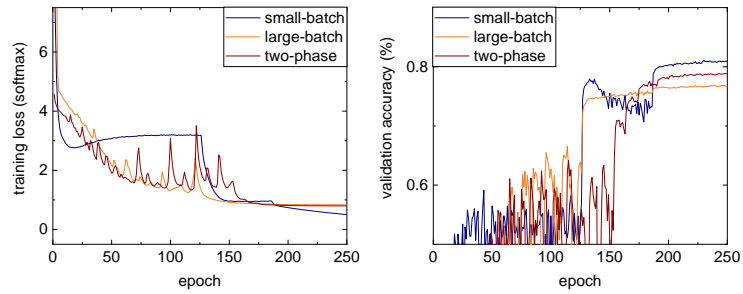 small-batch
large-batch
two-phase
training loss (softmax)
6
4
2
0
0
50
100
150
200
250
epoch
small-batch
large-batch
two-phase
validation accuracy (%)
0.8
0.6
0
50
100
150
200
250
epoch